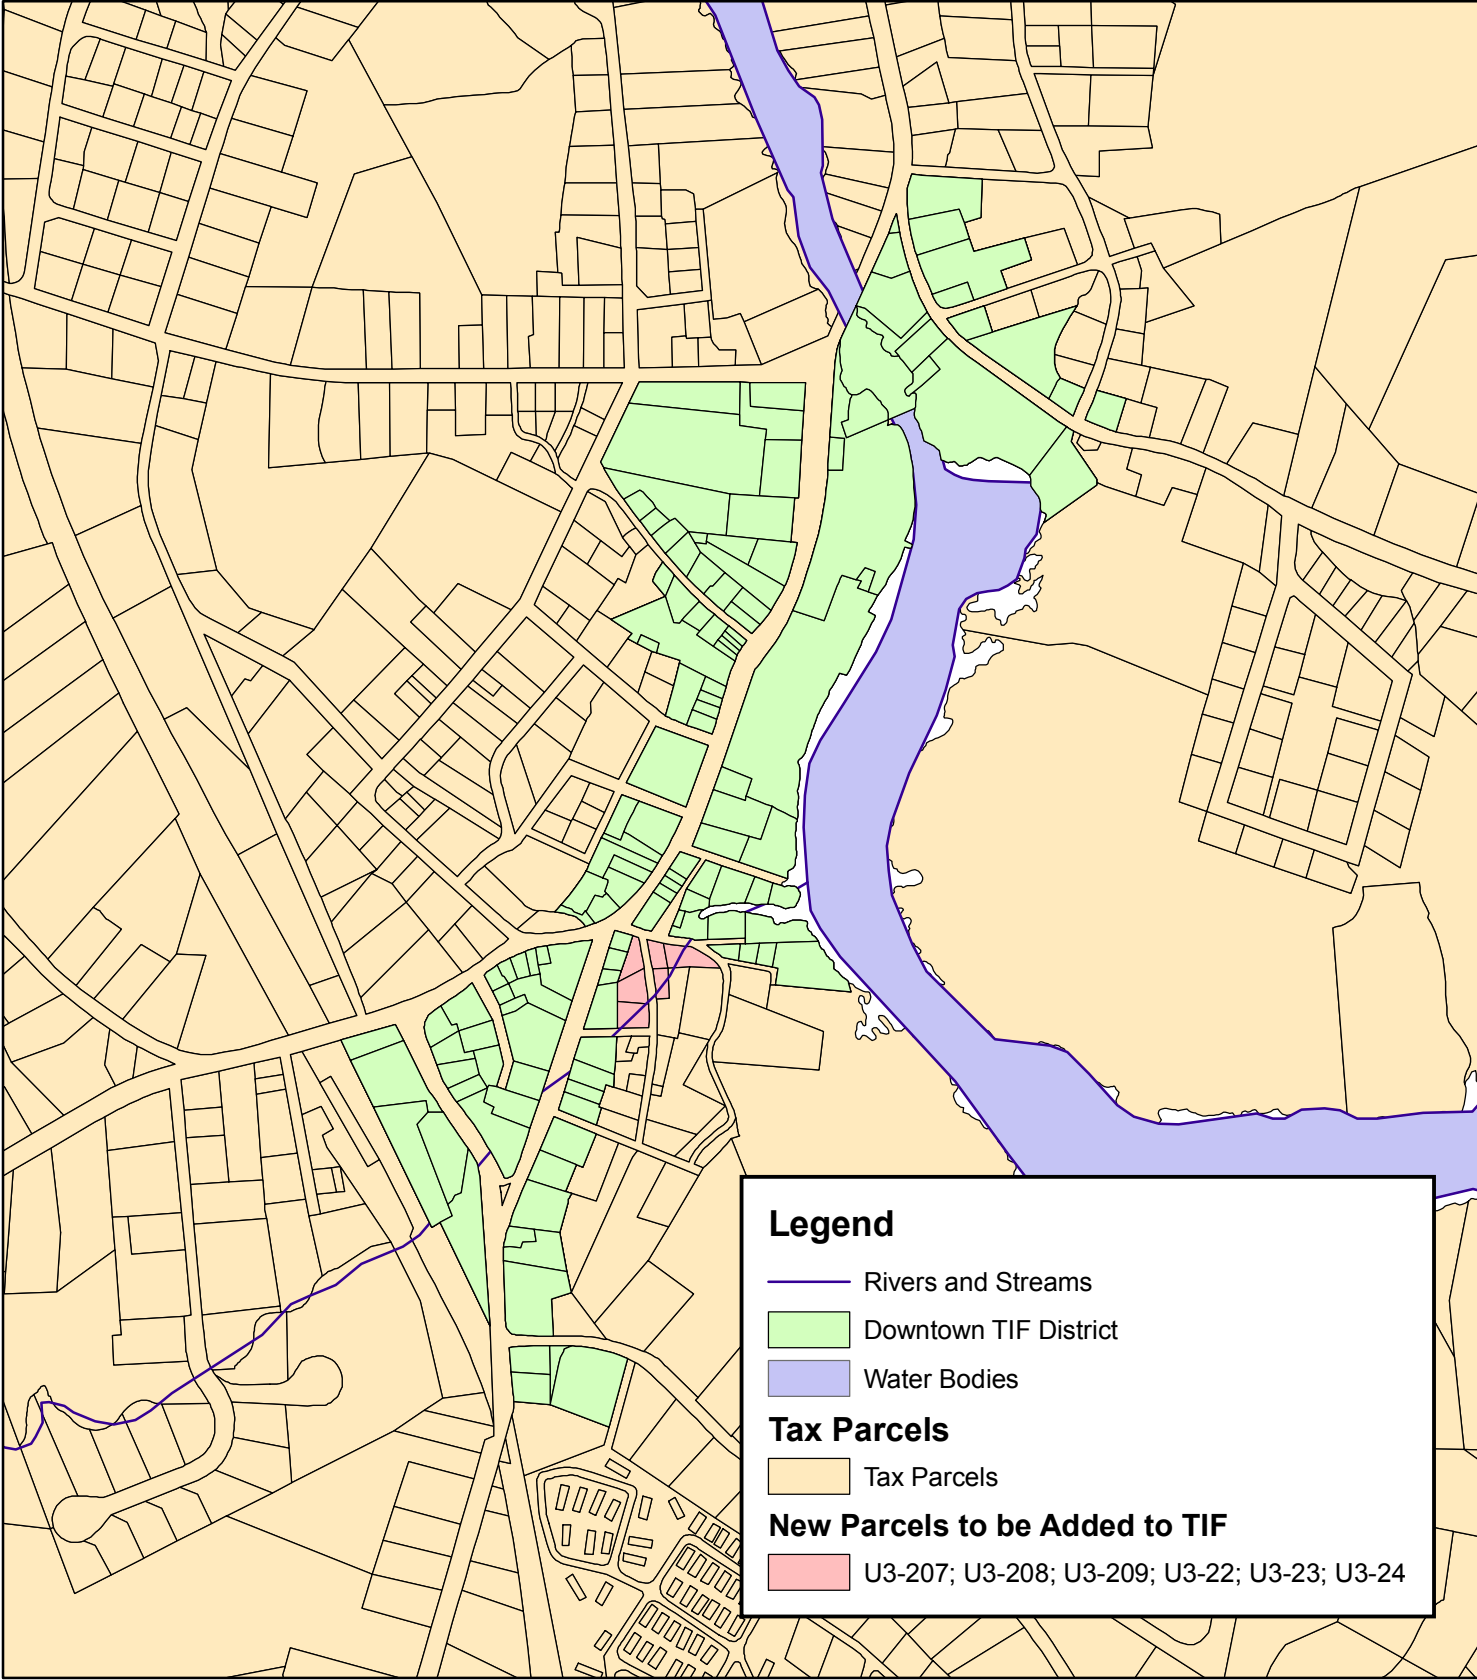 Legend
Rivers and Streams
Downtown TIF District
Water Bodies
Tax Parcels
Tax Parcels
New Parcels to be Added to TIF
U3-207; U3-208; U3-209; U3-22; U3-23; U3-24